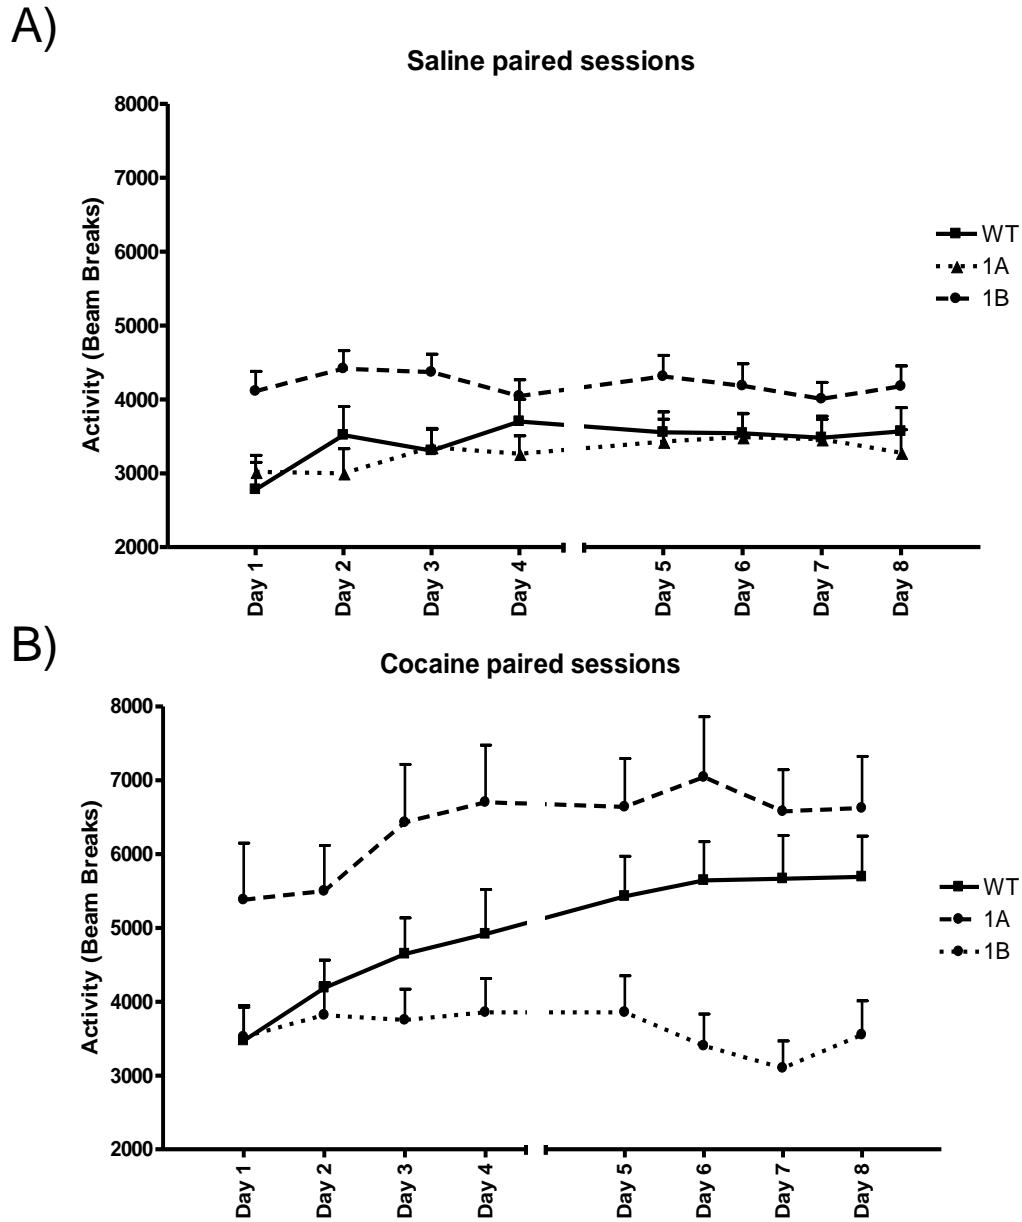 A)
Saline paired sessions
Activity (Beam Breaks)
8000
7000
6000
5000
4000
3000
2000
WT
1A
1B
Day 1
Day 2
Day 3
Day 4
Day 5
Day 6
Day 7
Day 8
B)
Cocaine paired sessions
Activity (Beam Breaks)
8000
7000
6000
5000
4000
3000
2000
WT
1A
1B
Day 1
Day 2
Day 3
Day 4
Day 5
Day 6
Day 7
Day 8